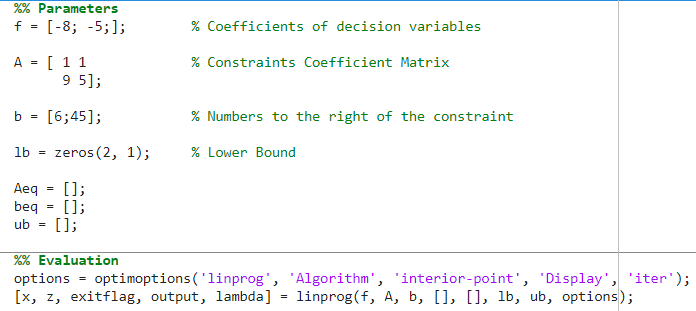 %% Parameters
f = [-8; -5;]; % Coefficients of decision variables
A = [ 1 1 % Constraints Coefficient Matrix
9 5];
b = [6;45]; % Numbers to the right of the constraint
lb = zeros(2, 1); % Lower Bound
Aeq = [];
beq = [];
ub = [];
%% Evaluation
options = optimoptions('linprog', 'Algorithm', 'interior-point', 'Display', 'iter');
[x, z, exitflag, output, lambda] = linprog(f, A, b, [], [], lb, ub, options);